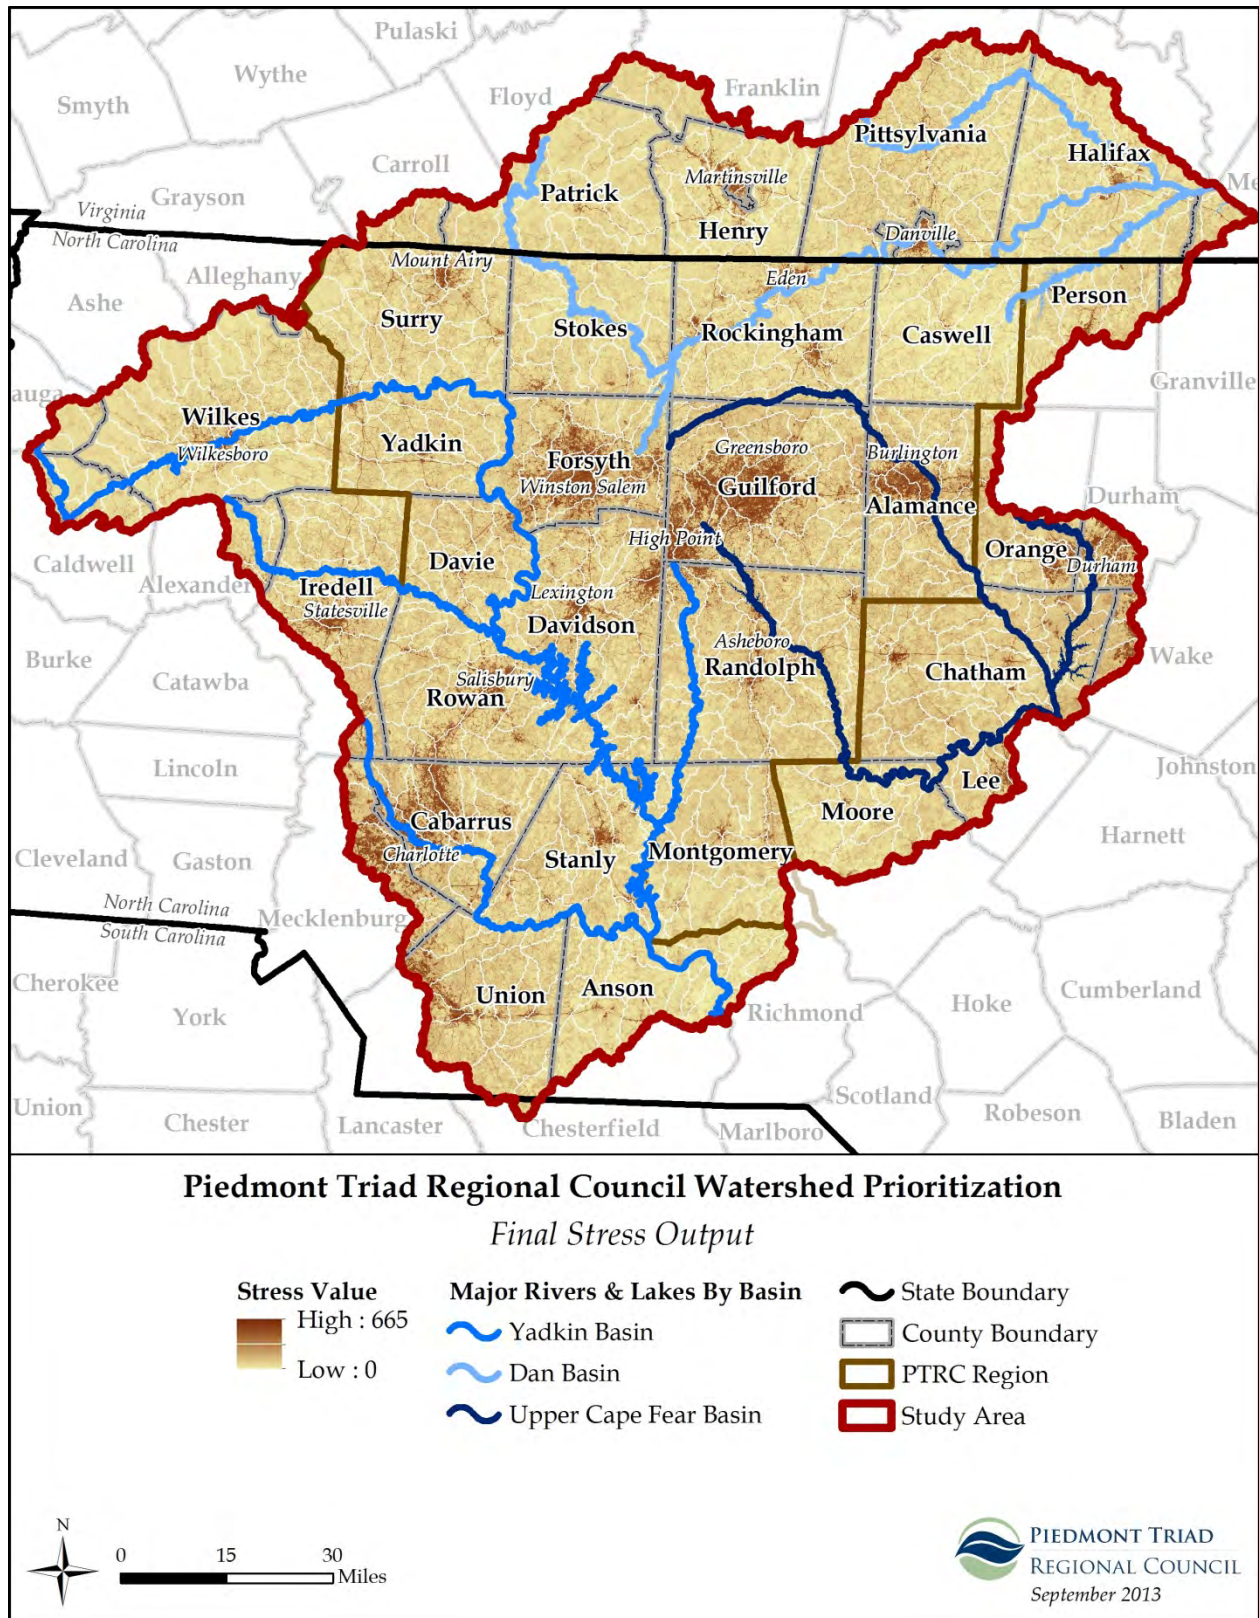 Pulaski
Wythe
Smyth
Floyd
Franklin
Pittsylvania
Carroll
Halifax
Martinsville
Patrick
Grayson
Virginia
North Carolina
Henry
Danville
Mount Airy
Alleghany
Eden
Ashe
Person
Surry
Stokes
Rockingham
Caswell
Granville
auga
Wilkes
Yadkin
Greensboro
Burlington
Wilkesboro
Forsyth
Winston Salem
Guilford
Alamance
Durham
High Point
Orange
Durham
Davie
Caldwell
Alexander
Iredell
Statesville
Lexington
Davidson
Asheboro
Randolph
Chatham
Wake
Burke
Catawba
Salisbury
Rowan
Lincoln
Lee
Johnston
Moore
Cabarrus
Harnett
Charlotte
Stanly
Montgomery
Cleveland
Gaston
North Carolina
South Carolina
Mecklenburg
Cherokee
Union
Anson
York
Richmond
Hoke
Cumberland
Union
Chester
Lancaster
Chesterfield
Marlboro
Scotland
Robeson
Bladen
Piedmont Triad Regional Council Watershed Prioritization
Final Stress Output
Stress Value
High : 665
Low : 0
Major Rivers & Lakes By Basin
Yadkin Basin
Dan Basin
Upper Cape Fear Basin
State Boundary
County Boundary
PTRC Region
Study Area
N
0 15 30
Miles
PIEDMONT TRIAD
REGIONAL COUNCIL
September 2013